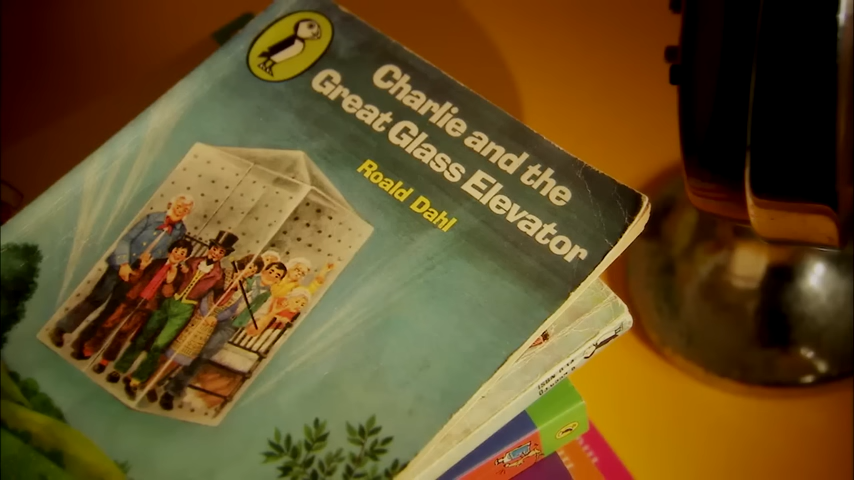 Charlie and the
Great Glass Elevator
Roald Dahl